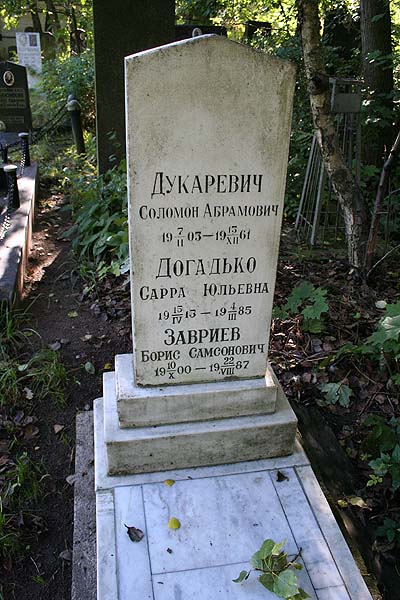 ДУКАРЕВИЧ
СОЛОМОН АБРАМОВИЧ
19 7/II 03 — 19 13/XII 61
ДОГАДЬКО
САРРА ЮЛЬЕВНА
19 15/IV 15 — 19 4/III 85
ЗАВРИЕВ
БОРИС САМСОНОВИЧ
19 10/X 00 — 19 22/VIII 67